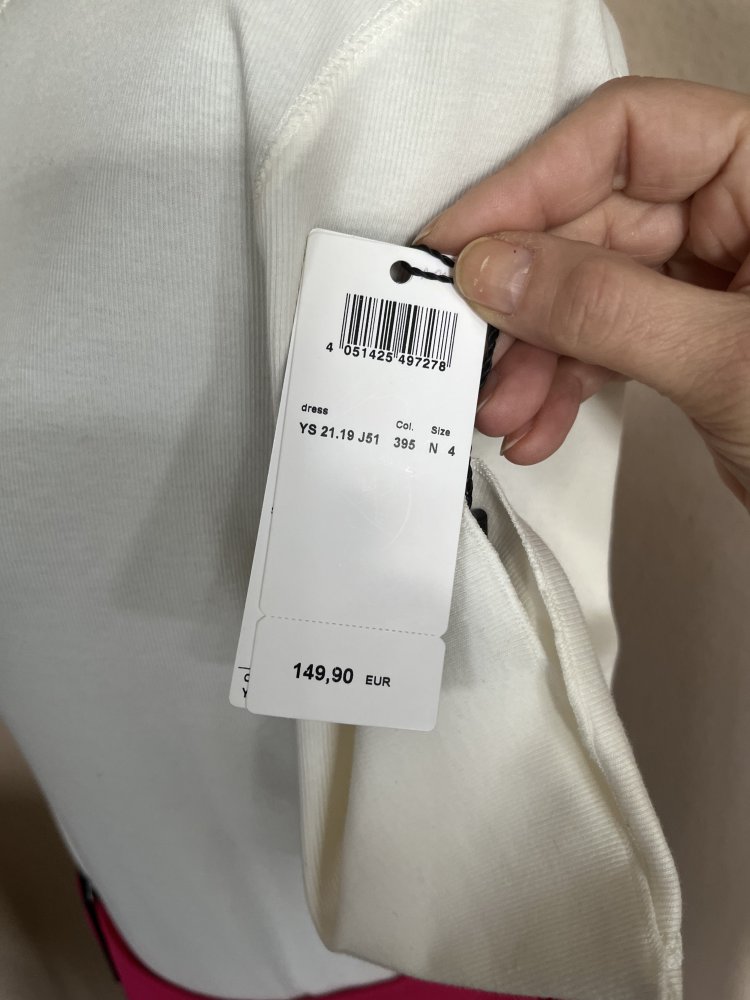 4 051425 497278
dress
Col. Size
YS 21.19 J51 395 N 4
149,90 EUR